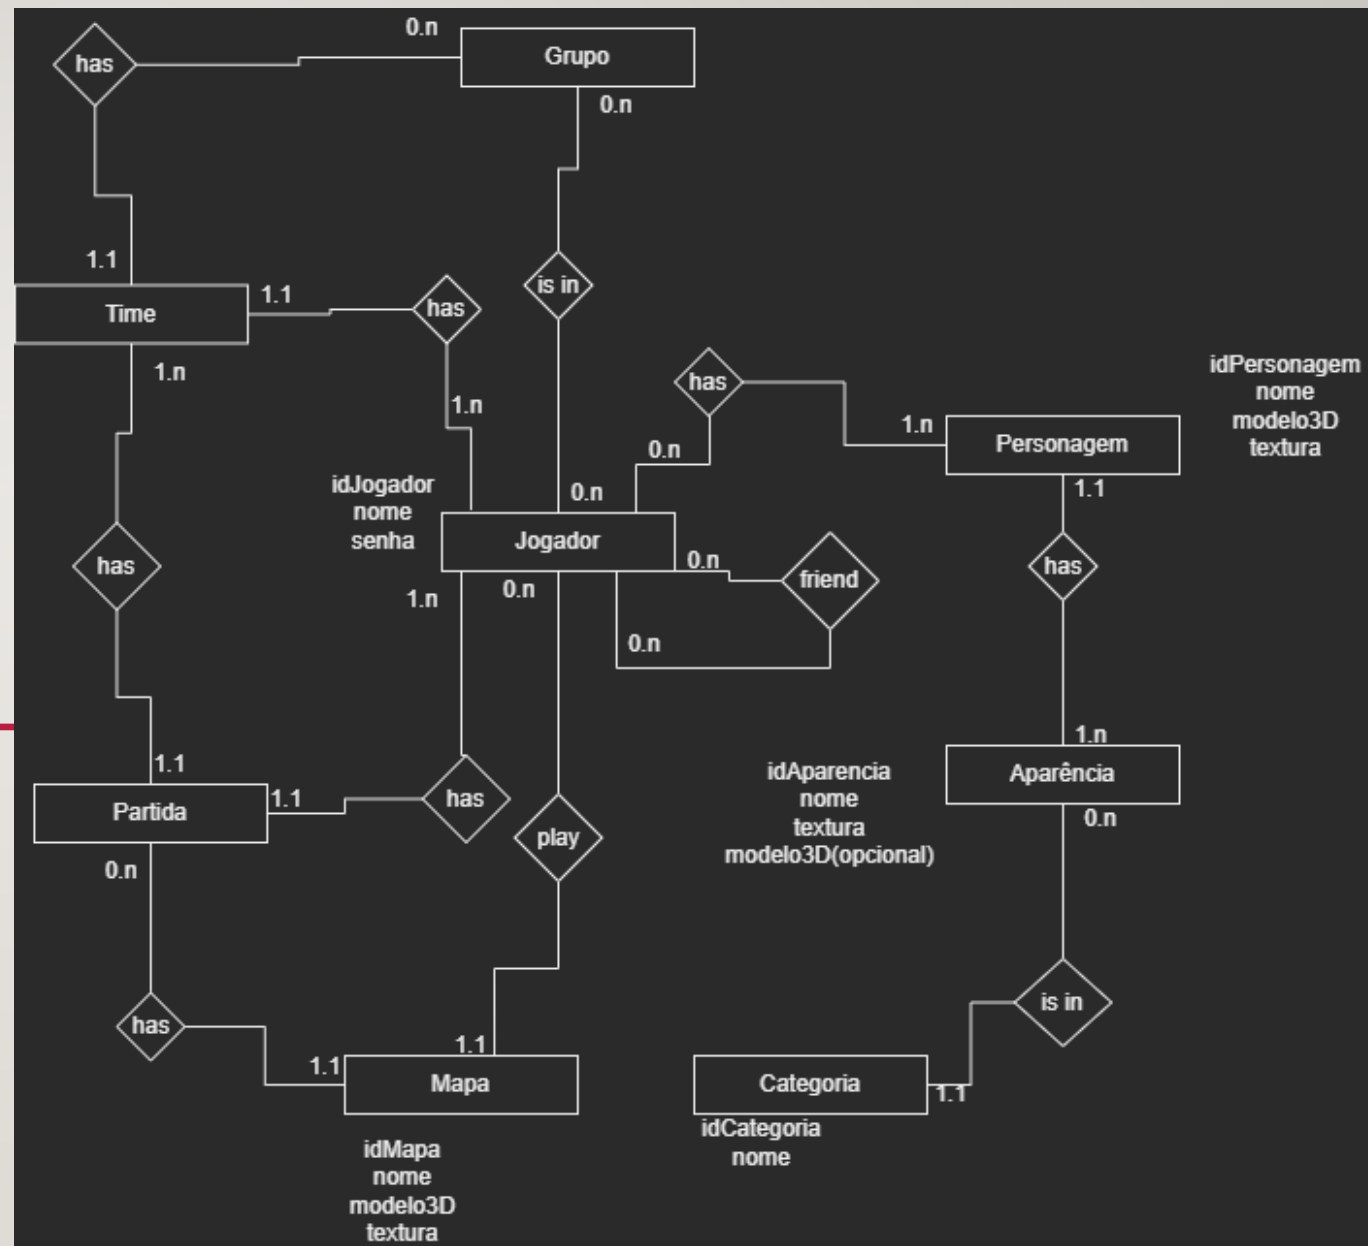 0.n
Grupo
has
0.n
1.1
is in
Time
1.1
has
1.n
1.n
has
idPersonagem
nome
modelo3D
textura
1.n
0.n
Personagem
idJogador
nome
senha
0.n
1.1
Jogador
0.n
has
has
friend
1.n
0.n
0.n
1.n
1.1
idAparencia
nome
textura
modelo3D(opcional)
Aparência
Partida
1.1
has
0.n
play
0.n
is in
has
1.1
1.1
Mapa
Categoria
1.1
idCategoria
nome
idMapa
nome
modelo3D
textura